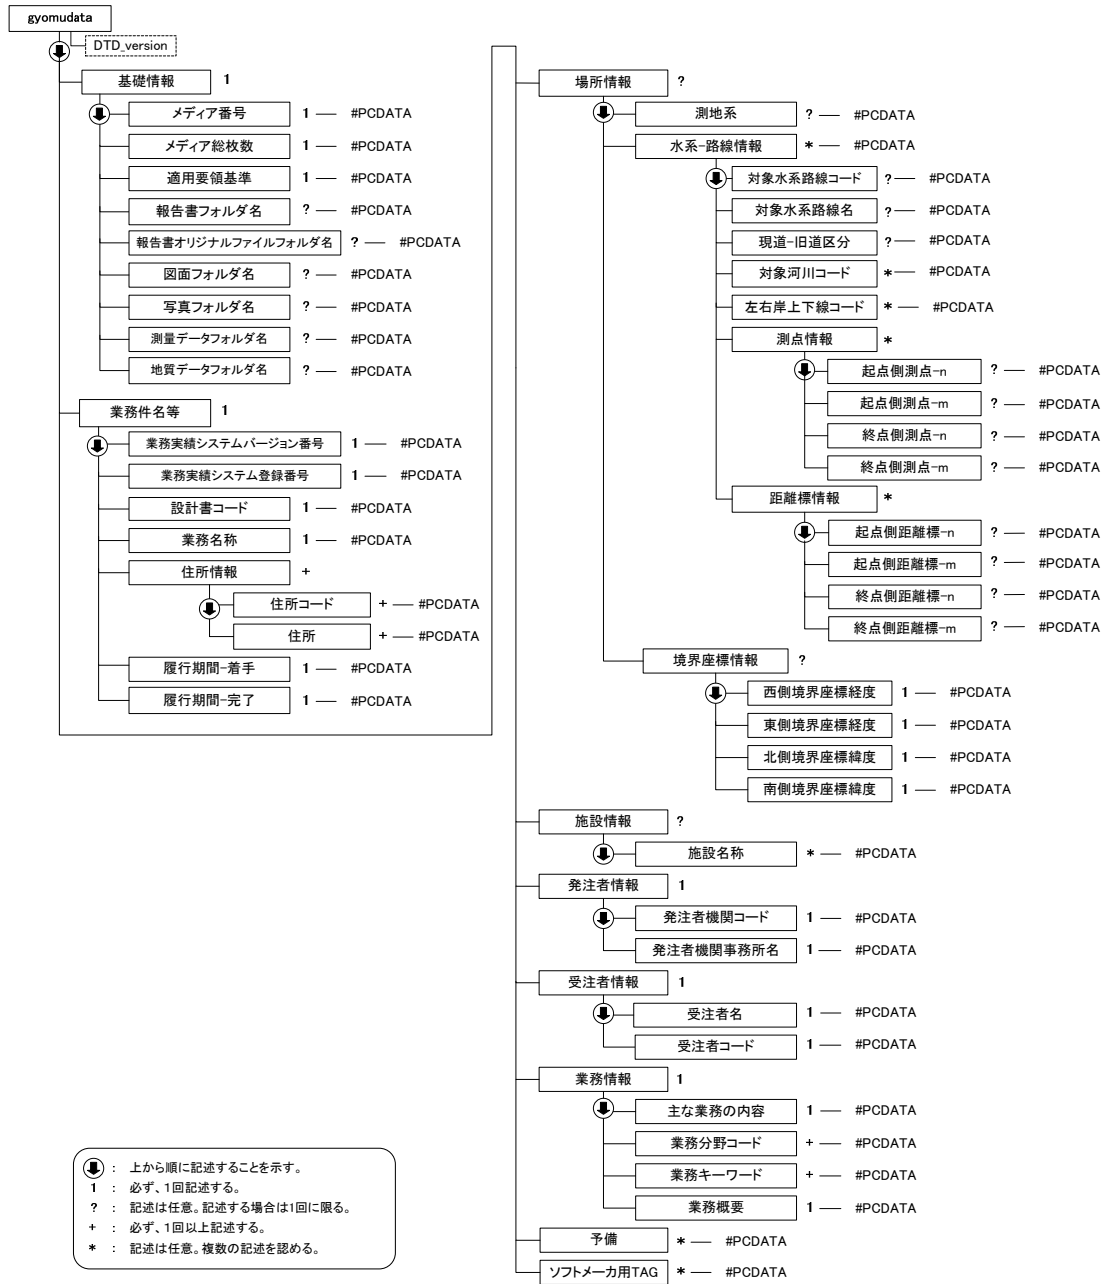 gyomudata
DTD_version
基礎情報 1
メディア番号 1 #PCDATA
メディア総枚数 1 #PCDATA
適用要領基準 1 #PCDATA
報告書フォルダ名 ? #PCDATA
報告書オリジナルファイルフォルダ名 ? #PCDATA
図面フォルダ名 ? #PCDATA
写真フォルダ名 ? #PCDATA
測量データフォルダ名 ? #PCDATA
地質データフォルダ名 ? #PCDATA
業務件名等 1
業務実績システムバージョン番号 1 #PCDATA
業務実績システム登録番号 1 #PCDATA
設計書コード 1 #PCDATA
業務名称 1 #PCDATA
住所情報 +
住所コード + #PCDATA
住所 + #PCDATA
履行期間-着手 1 #PCDATA
履行期間-完了 1 #PCDATA
場所情報 ?
測地系 ? #PCDATA
水系-路線情報 * #PCDATA
対象水系路線コード ? #PCDATA
対象水系路線名 ? #PCDATA
現道-旧道区分 ? #PCDATA
対象河川コード * #PCDATA
左右岸上下線コード * #PCDATA
測点情報 *
起点側測点-n ? #PCDATA
起点側測点-m ? #PCDATA
終点側測点-n ? #PCDATA
終点側測点-m ? #PCDATA
距離標情報 *
起点側距離標-n ? #PCDATA
起点側距離標-m ? #PCDATA
終点側距離標-n ? #PCDATA
終点側距離標-m ? #PCDATA
境界座標情報 ?
西側境界座標経度 1 #PCDATA
東側境界座標経度 1 #PCDATA
北側境界座標緯度 1 #PCDATA
南側境界座標緯度 1 #PCDATA
施設情報 ?
施設名称 * #PCDATA
発注者情報 1
発注者機関コード 1 #PCDATA
発注者機関事務所名 1 #PCDATA
受注者情報 1
受注者名 1 #PCDATA
受注者コード 1 #PCDATA
業務情報 1
主な業務の内容 1 #PCDATA
業務分野コード + #PCDATA
業務キーワード + #PCDATA
業務概要 1 #PCDATA
予備 * #PCDATA
ソフトメーカ用TAG * #PCDATA
: 上から順に記述することを示す。
1 : 必ず、1回記述する。
? : 記述は任意。記述する場合は1回に限る。
+ : 必ず、1回以上記述する。
* : 記述は任意。複数の記述を認める。